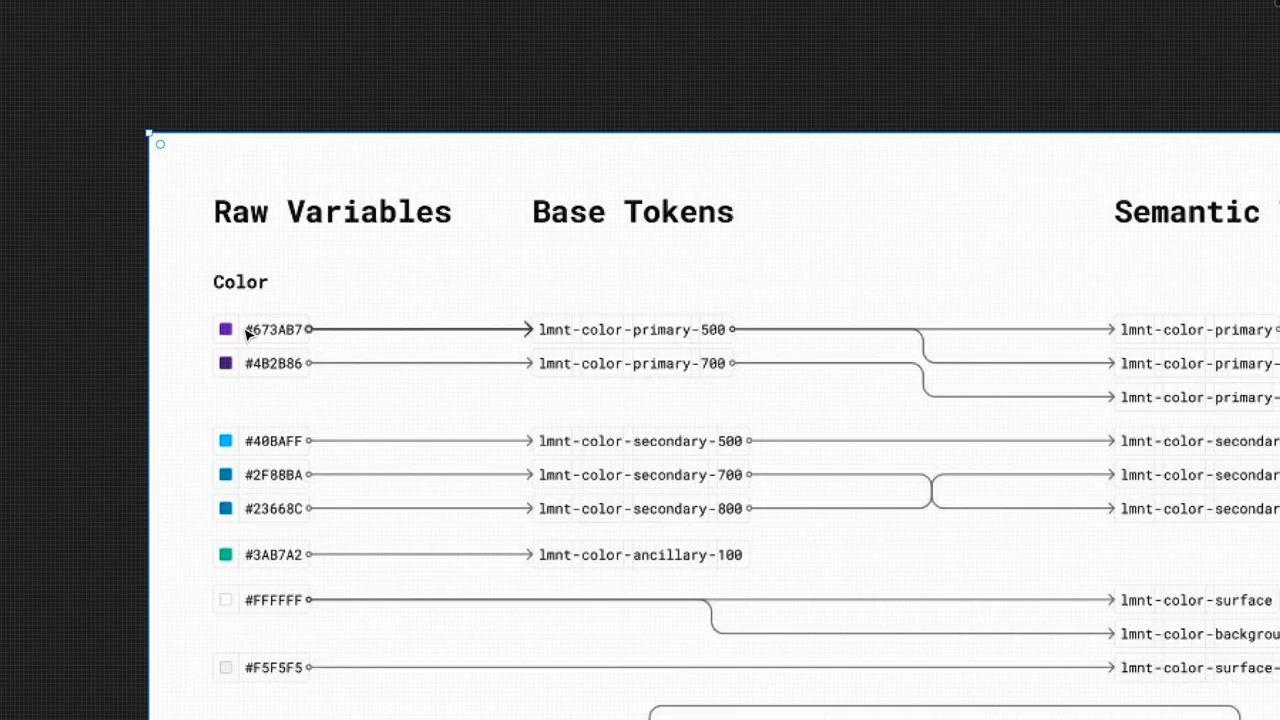 Raw Variables Base Tokens Semantic
Color
#673AB7 lmnt-color-primary-500 lmnt-color-primary
#4B2B86 lmnt-color-primary-700 lmnt-color-primary-
lmnt-color-primary-
#40BAFF lmnt-color-secondary-500 lmnt-color-secondar
#2F8BBA lmnt-color-secondary-700 lmnt-color-secondar
#23668C lmnt-color-secondary-800 lmnt-color-secondar
#3AB7A2 lmnt-color-ancillary-100
#FFFFFF lmnt-color-surface
lmnt-color-backgrou
#F5F5F5 lmnt-color-surface-